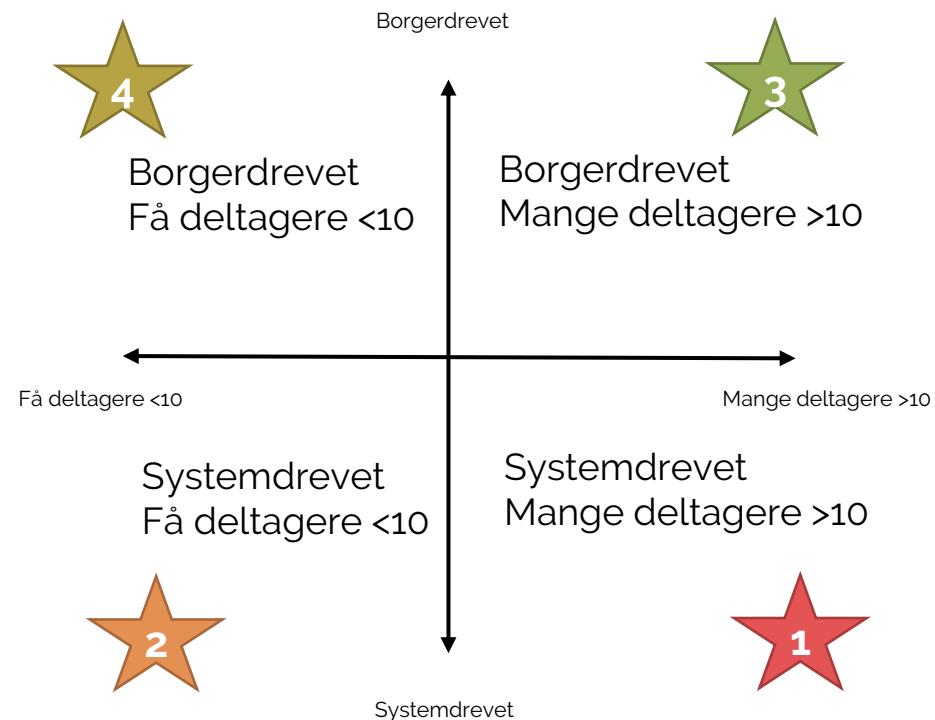 Borgerdrevet
4
3
Borgerdrevet
Få deltagere <10
Borgerdrevet
Mange deltagere >10
Få deltagere <10
Mange deltagere >10
Systemdrevet
Få deltagere <10
Systemdrevet
Mange deltagere >10
2
1
Systemdrevet